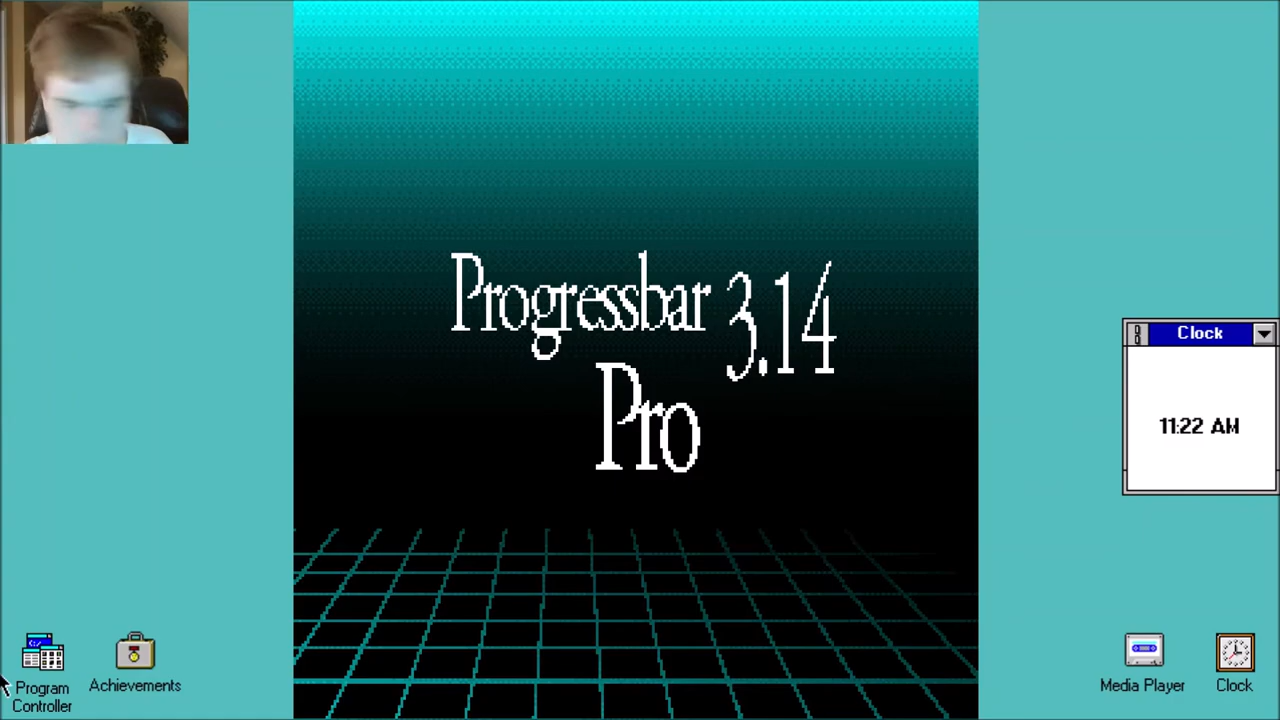 Progressbar 3.14
Pro
Clock
11:22 AM
Program
Controller
Achievements
Media Player
Clock